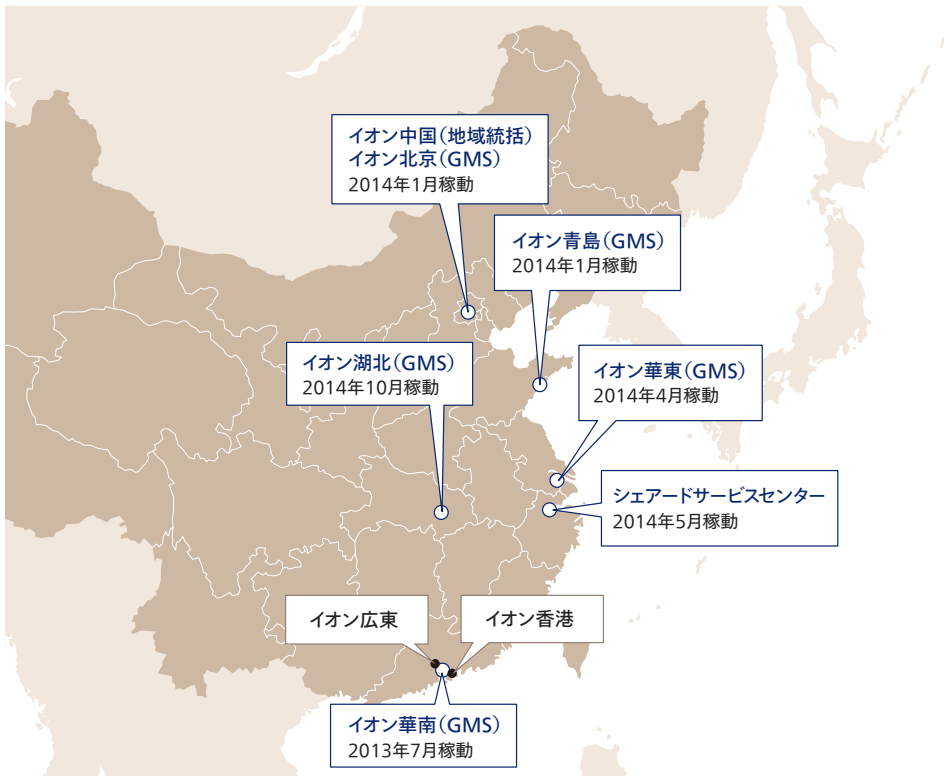 イオン中国（地域統括）
イオン北京（GMS）
2014年1月稼動
イオン青島（GMS）
2014年1月稼動
イオン湖北（GMS）
2014年10月稼動
イオン華東（GMS）
2014年4月稼動
シェアードサービスセンター
2014年5月稼動
イオン広東
イオン香港
イオン華南（GMS）
2013年7月稼動